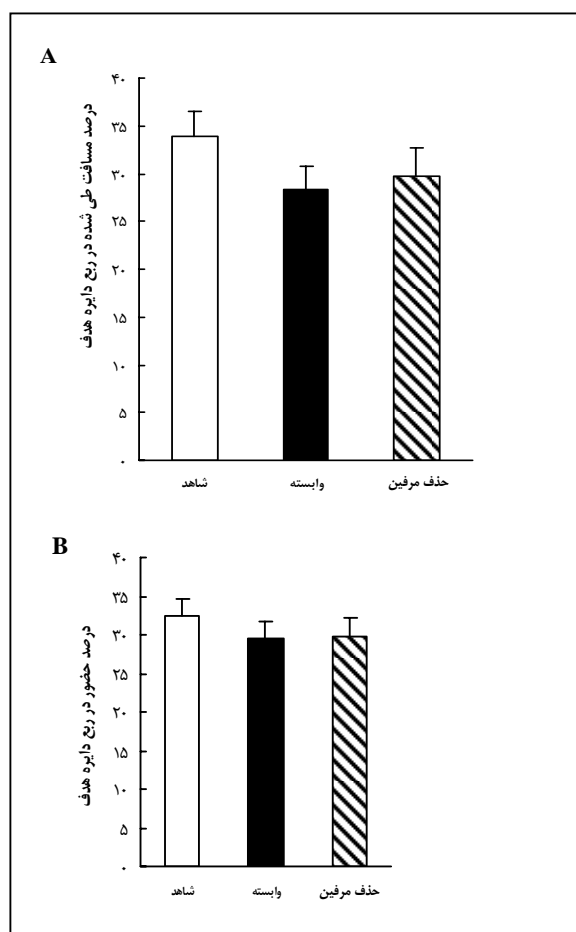 A
درصد مسافت طی شده در ربع دایره هدف
۴۰
۳۵
۳۰
۲۵
۲۰
۱۵
۱۰
۵
۰
شاهد
وابسته
حذف مرفین
B
درصد حضور در ربع دایره هدف
۴۰
۳۵
۳۰
۲۵
۲۰
۱۵
۱۰
۵
۰
شاهد
وابسته
حذف مرفین